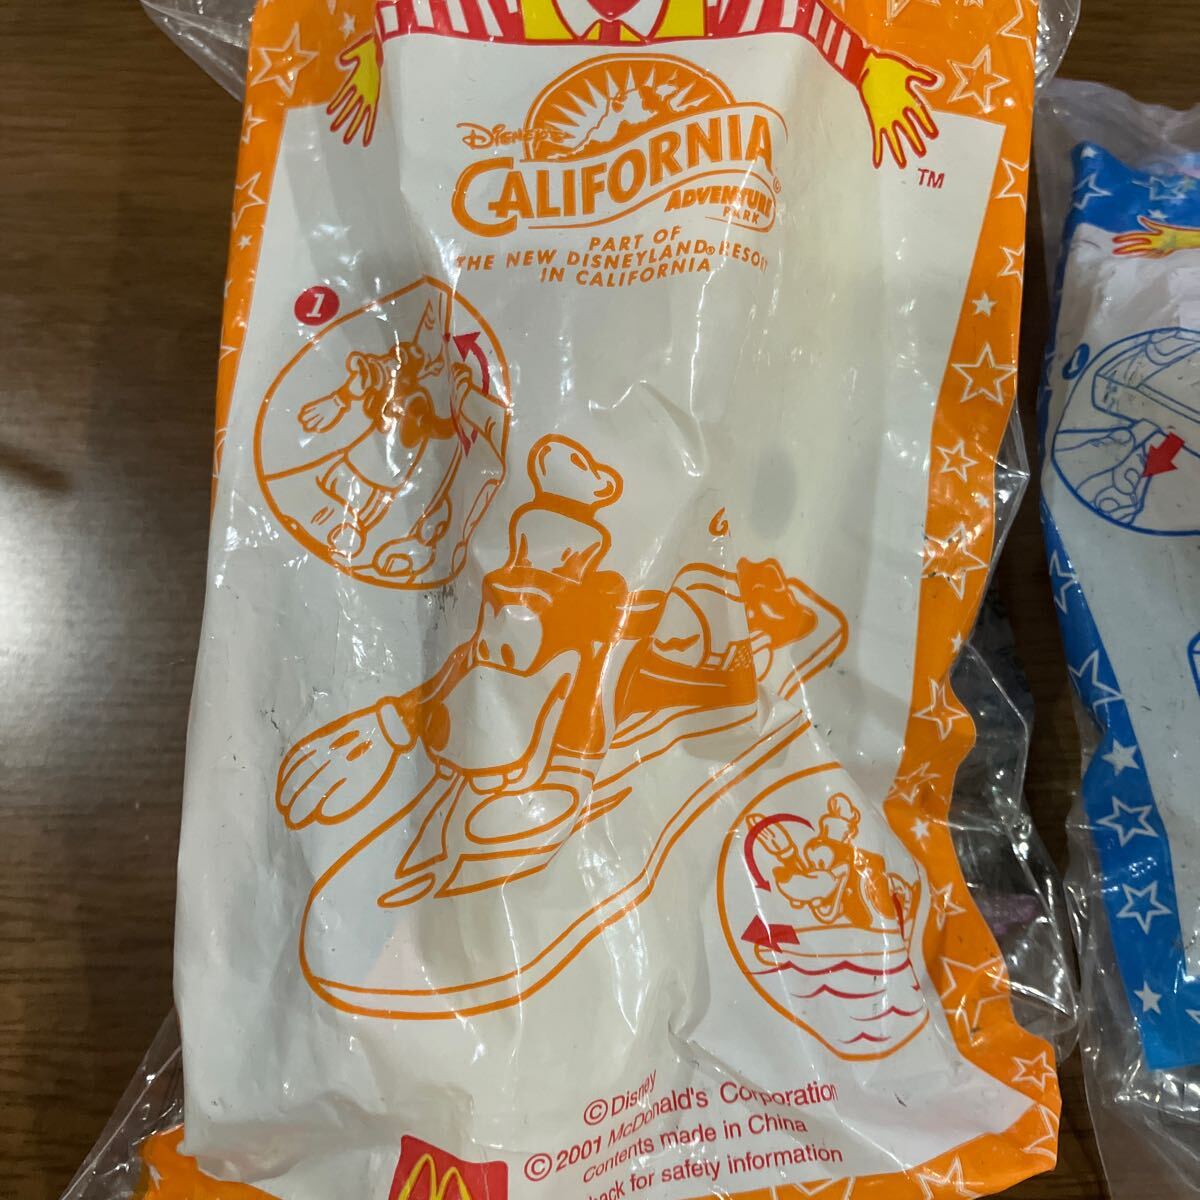 TM
Disney's
CALIFORNIA
ADVENTURE
PARK
PART OF
THE NEW DISNEYLAND® RESORT
IN CALIFORNIA
1
© Disney
© 2001 McDonald's Corporation
Contents made in China
back for safety information